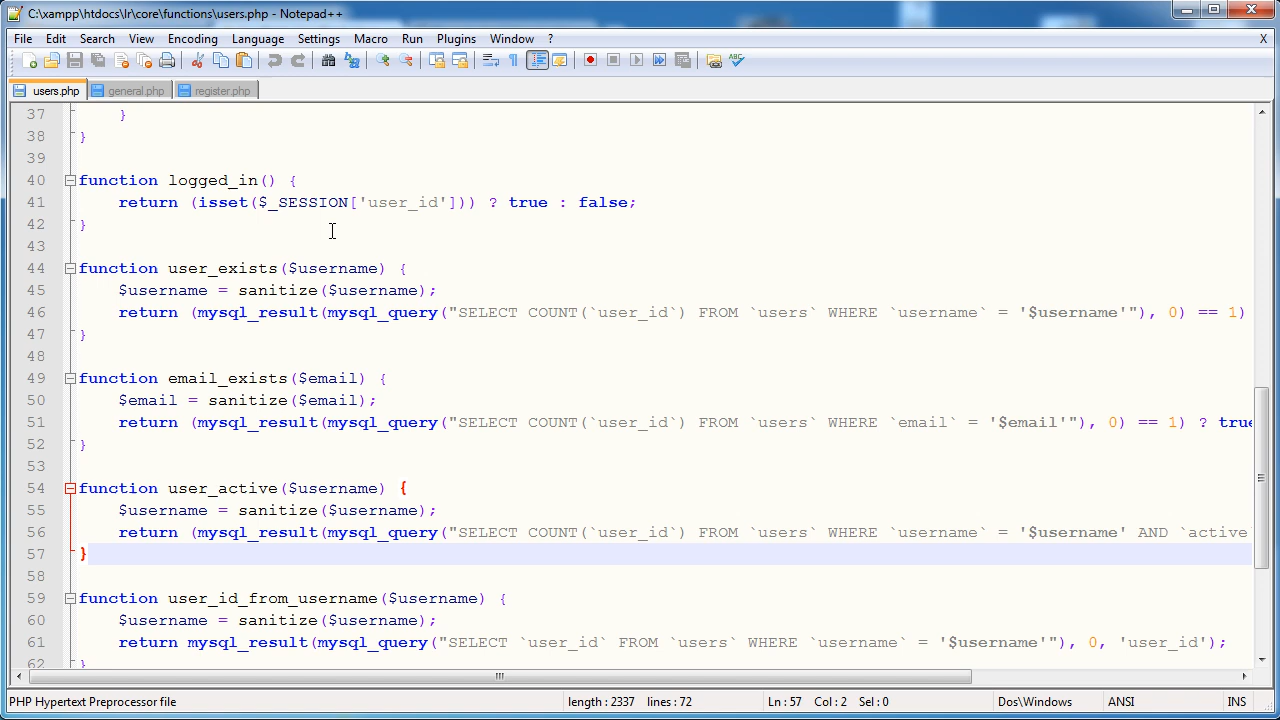 C:\xampp\htdocs\lr\core\functions\users.php - Notepad++
File Edit Search View Encoding Language Settings Macro Run Plugins Window ? X
users.php general.php register.php
37 }
38 }
39
40 function logged_in() {
41 return (isset($_SESSION['user_id'])) ? true : false;
42 }
43
44 function user_exists($username) {
45 $username = sanitize($username);
46 return (mysql_result(mysql_query("SELECT COUNT(`user_id`) FROM `users` WHERE `username` = '$username'"), 0) == 1)
47 }
48
49 function email_exists($email) {
50 $email = sanitize($email);
51 return (mysql_result(mysql_query("SELECT COUNT(`user_id`) FROM `users` WHERE `email` = '$email'"), 0) == 1) ? true
52 }
53
54 function user_active($username) {
55 $username = sanitize($username);
56 return (mysql_result(mysql_query("SELECT COUNT(`user_id`) FROM `users` WHERE `username` = '$username' AND `active`
57 }
58
59 function user_id_from_username($username) {
60 $username = sanitize($username);
61 return mysql_result(mysql_query("SELECT `user_id` FROM `users` WHERE `username` = '$username'"), 0, 'user_id');
62 }
PHP Hypertext Preprocessor file length : 2337 lines : 72 Ln : 57 Col : 2 Sel : 0 Dos\Windows ANSI INS